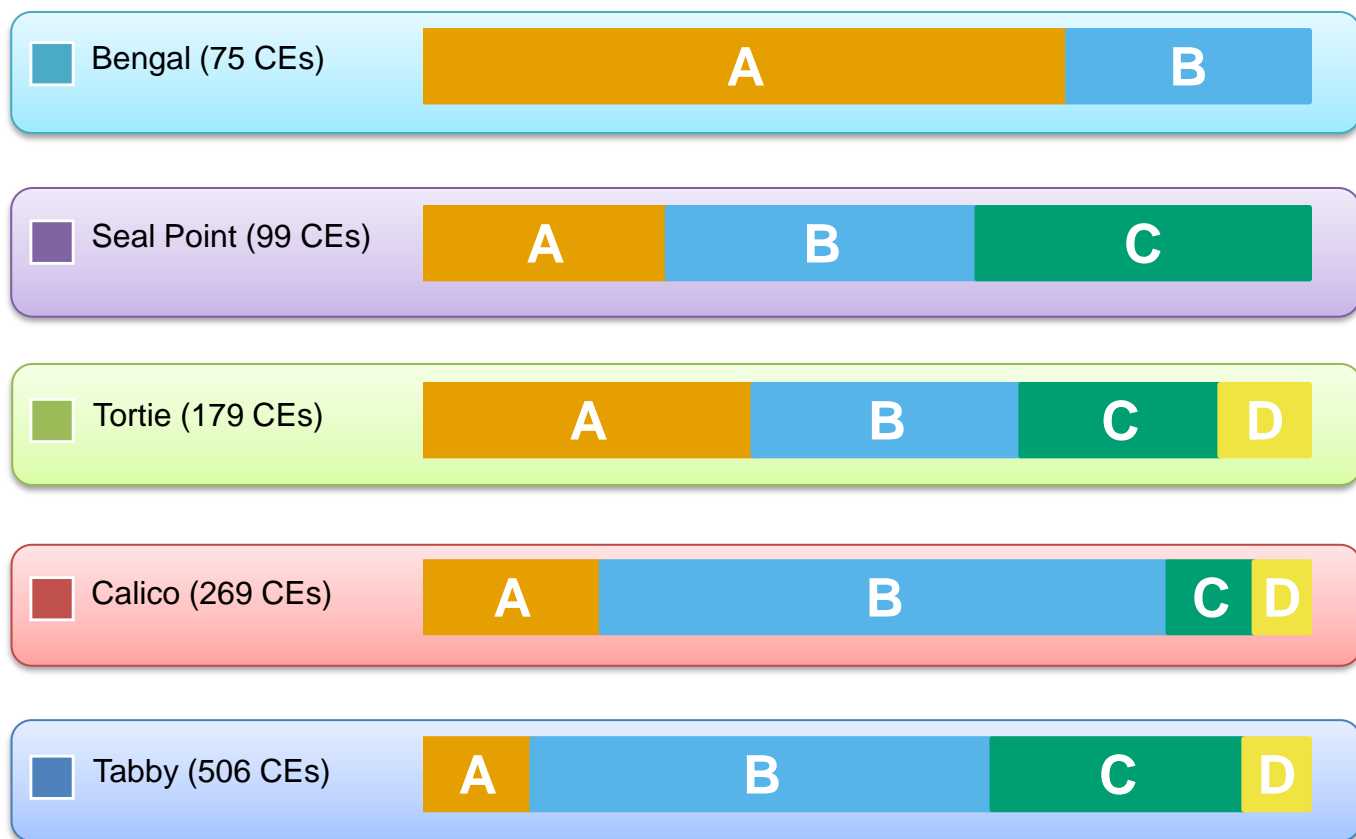 Bengal (75 CEs) A B
Seal Point (99 CEs) A B C
Tortie (179 CEs) A B C D
Calico (269 CEs) A B C D
Tabby (506 CEs) A B C D